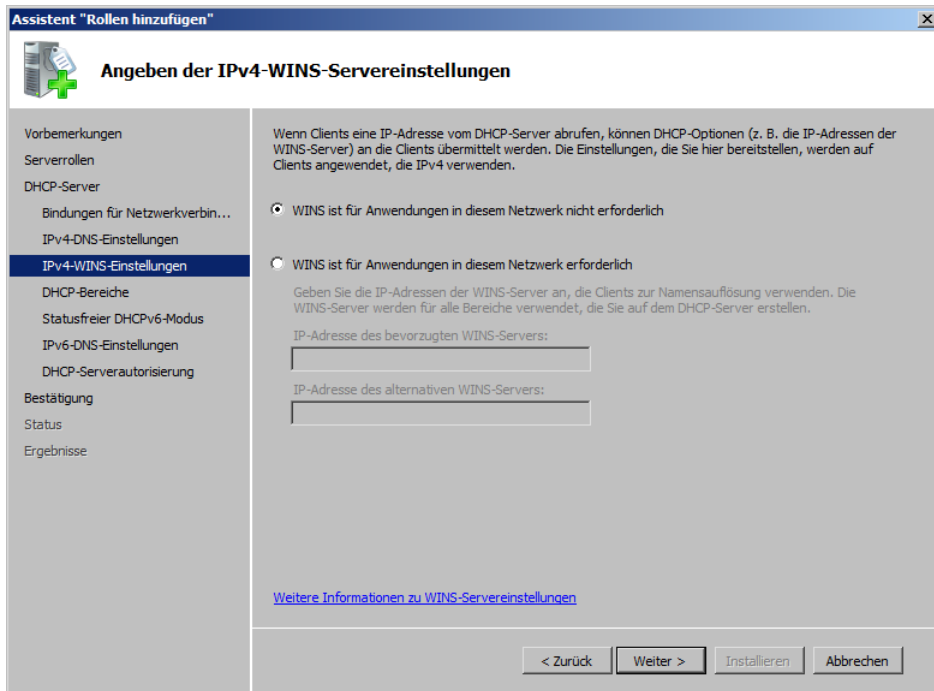 Assistent "Rollen hinzufügen"
Angeben der IPv4-WINS-Servereinstellungen
Vorbemerkungen
Serverrollen
DHCP-Server
Bindungen für Netzwerkverbin...
IPv4-DNS-Einstellungen
IPv4-WINS-Einstellungen
DHCP-Bereiche
Statusfreier DHCPv6-Modus
IPv6-DNS-Einstellungen
DHCP-Serverautorisierung
Bestätigung
Status
Ergebnisse
Wenn Clients eine IP-Adresse vom DHCP-Server abrufen, können DHCP-Optionen (z. B. die IP-Adressen der
WINS-Server) an die Clients übermittelt werden. Die Einstellungen, die Sie hier bereitstellen, werden auf
Clients angewendet, die IPv4 verwenden.
WINS ist für Anwendungen in diesem Netzwerk nicht erforderlich
WINS ist für Anwendungen in diesem Netzwerk erforderlich
Geben Sie die IP-Adressen der WINS-Server an, die Clients zur Namensauflösung verwenden. Die
WINS-Server werden für alle Bereiche verwendet, die Sie auf dem DHCP-Server erstellen.
IP-Adresse des bevorzugten WINS-Servers:
IP-Adresse des alternativen WINS-Servers:
Weitere Informationen zu WINS-Servereinstellungen
< Zurück Weiter > Installieren Abbrechen